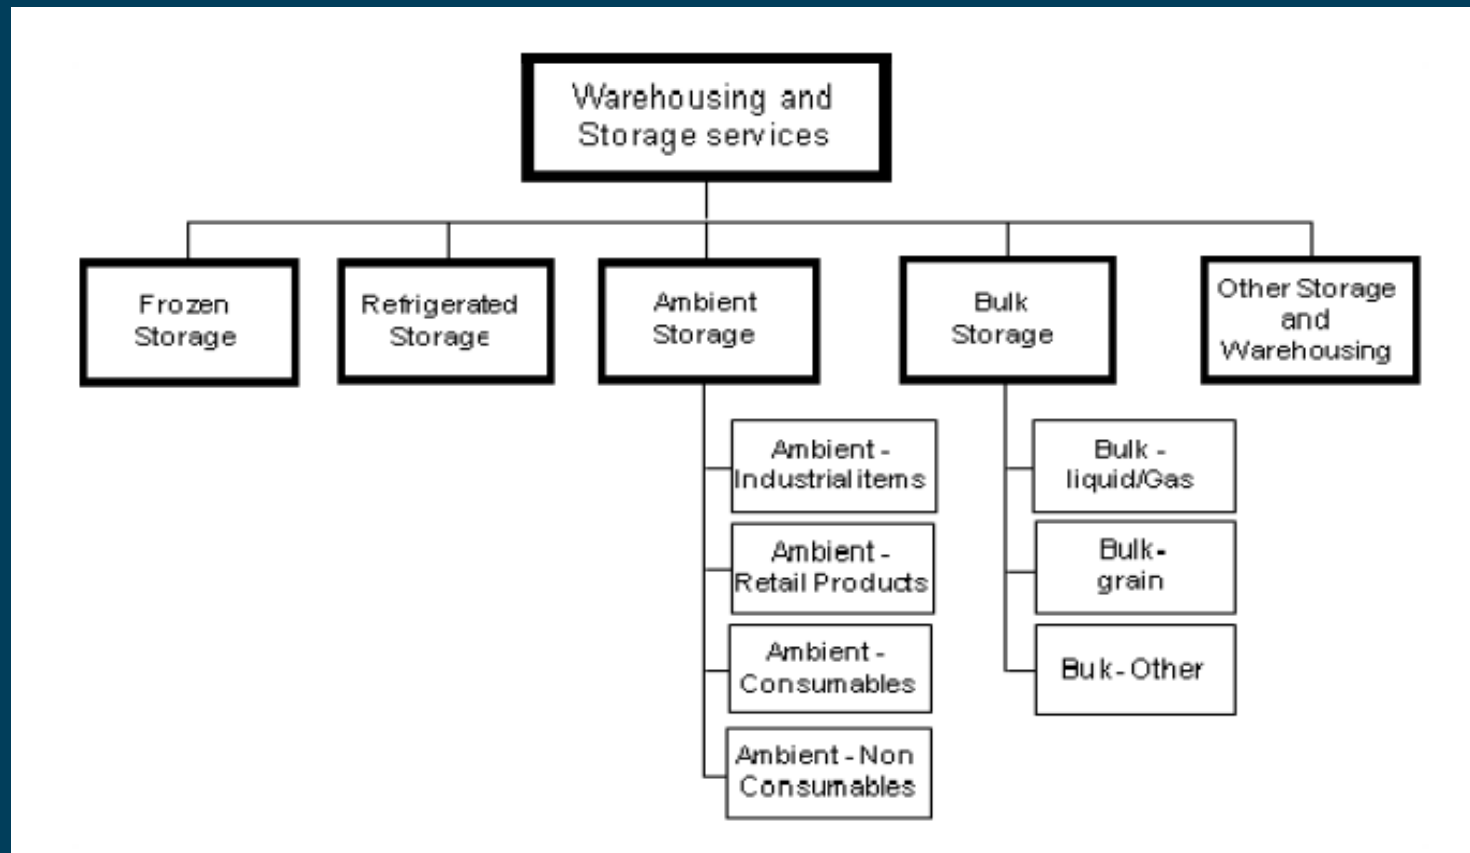 Warehousing and
Storage services
Frozen
Storage
Refrigerated
Storage
Ambient
Storage
Bulk
Storage
Other Storage
and
Warehousing
Ambient -
Industrial items
Ambient -
Retail Products
Ambient -
Consumables
Ambient - Non
Consumables
Bulk -
liquid/Gas
Bulk-
grain
Buk - Other